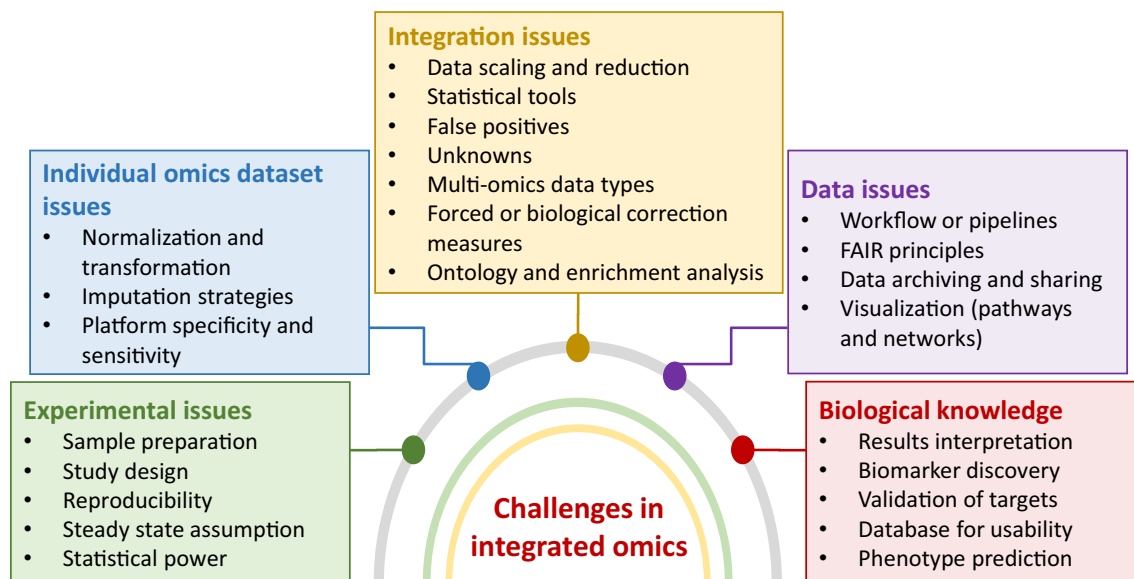 Integration issues
• Data scaling and reduction
• Statistical tools
• False positives
• Unknowns
• Multi-omics data types
• Forced or biological correction
measures
• Ontology and enrichment analysis
Individual omics dataset
issues
• Normalization and
transformation
• Imputation strategies
• Platform specificity and
sensitivity
Data issues
• Workflow or pipelines
• FAIR principles
• Data archiving and sharing
• Visualization (pathways
and networks)
Experimental issues
• Sample preparation
• Study design
• Reproducibility
• Steady state assumption
• Statistical power
Biological knowledge
• Results interpretation
• Biomarker discovery
• Validation of targets
• Database for usability
• Phenotype prediction
Challenges in
integrated omics